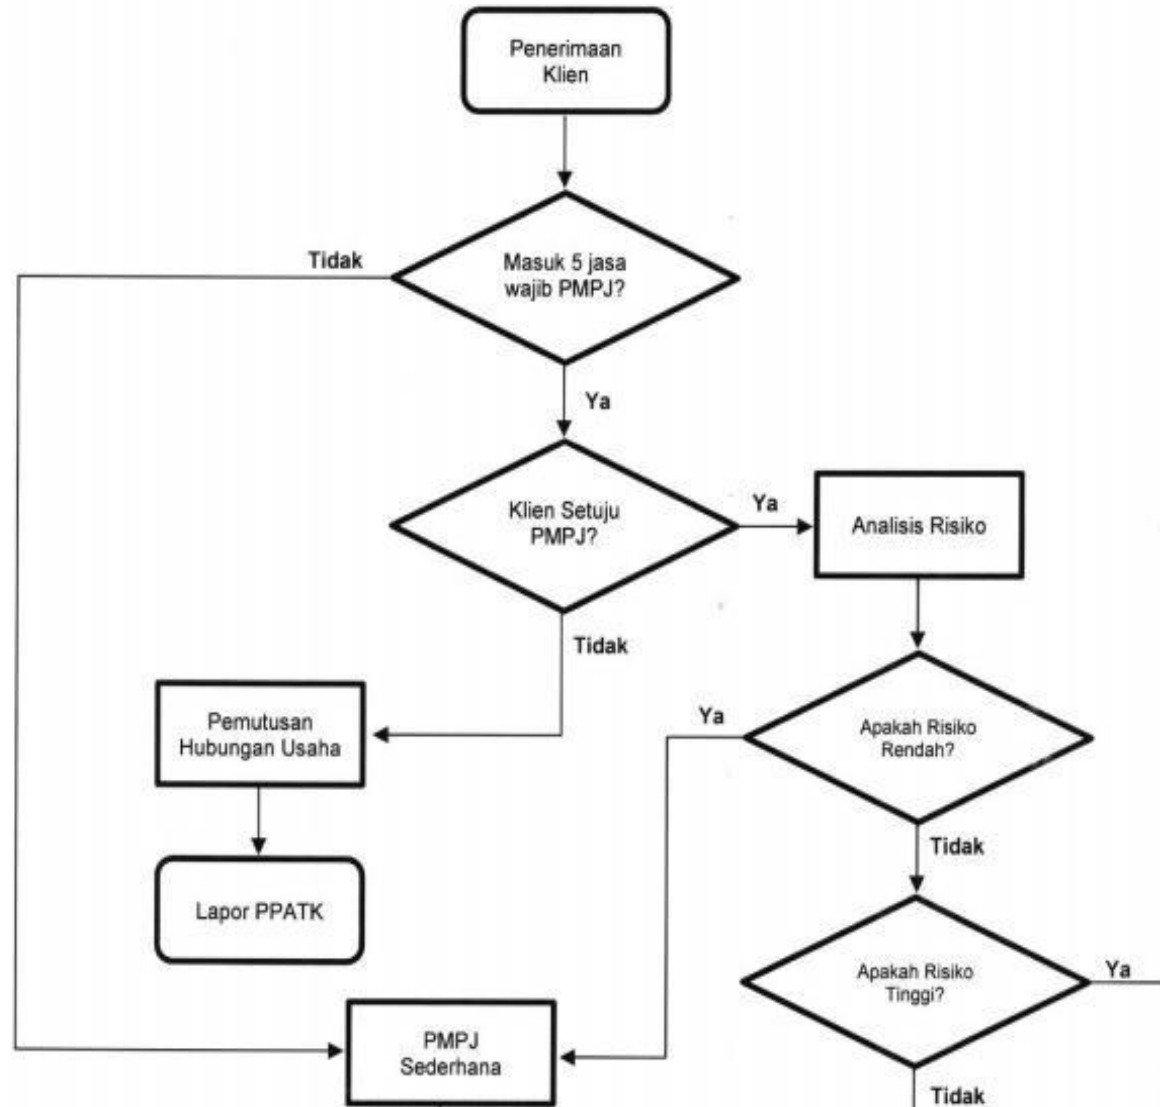 Penerimaan
Klien
Tidak
Masuk 5 jasa
wajib PMPJ?
Ya
Klien Setuju
PMPJ?
Ya
Analisis Risiko
Tidak
Pemutusan
Hubungan Usaha
Ya
Apakah Risiko
Rendah?
Tidak
Lapor PPATK
Apakah Risiko
Tinggi?
Ya
PMPJ
Sederhana
Tidak